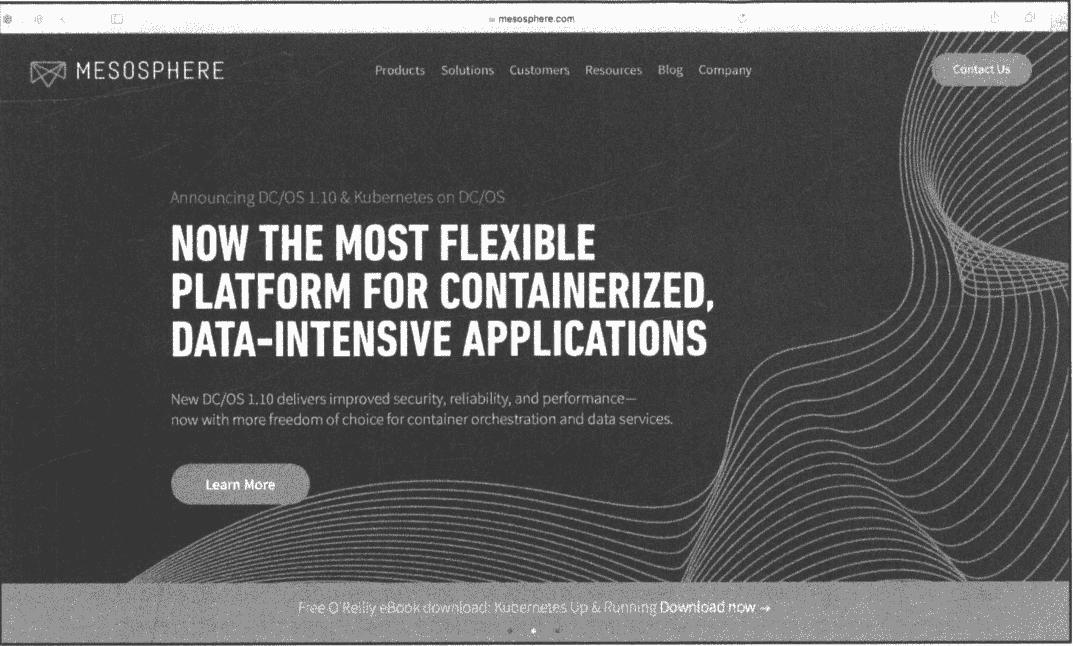 mesosphere.com
MESOSPHERE
Products Solutions Customers Resources Blog Company
Contact Us
Announcing DC/OS 1.10 & Kubernetes on DC/OS
NOW THE MOST FLEXIBLE
PLATFORM FOR CONTAINERIZED,
DATA-INTENSIVE APPLICATIONS
New DC/OS 1.10 delivers improved security, reliability, and performance—
now with more freedom of choice for container orchestration and data services.
Learn More
Free O'Reilly eBook download: Kubernetes Up & Running Download now →